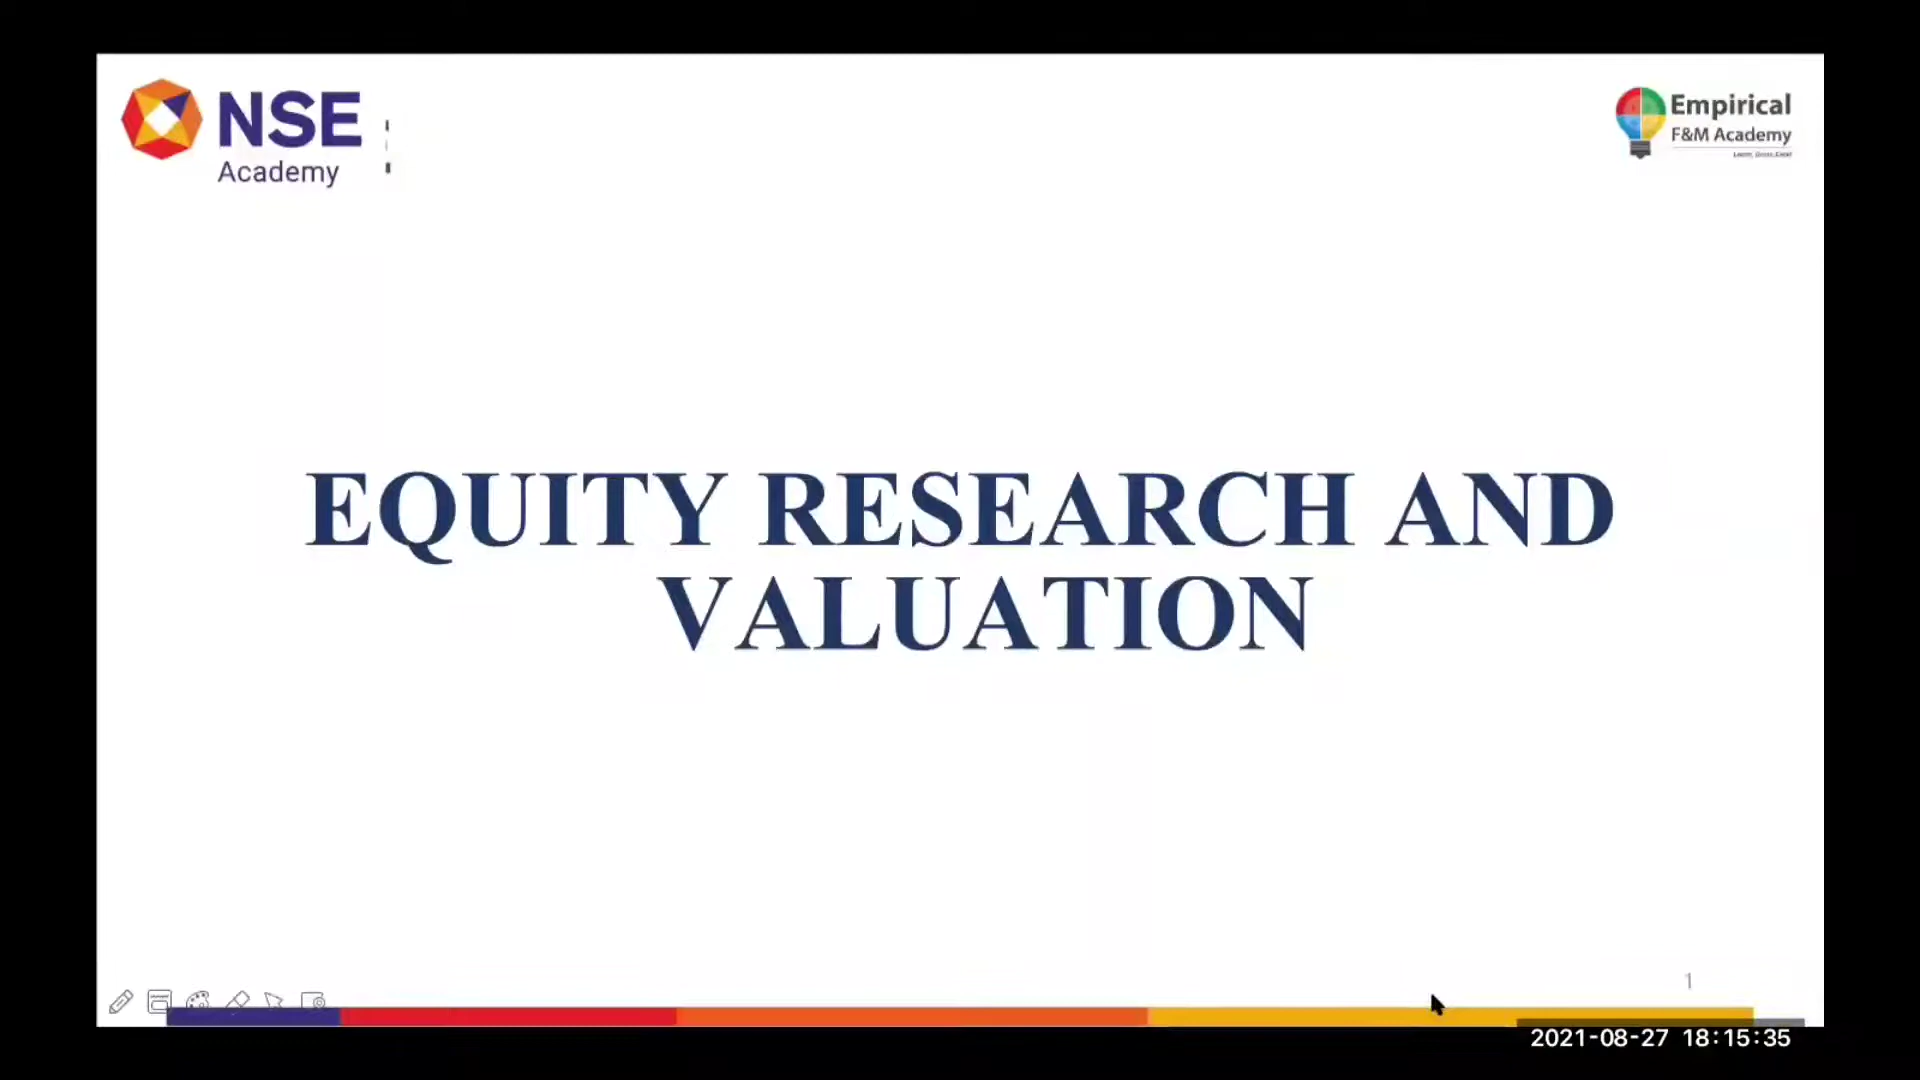 NSE
Academy
Empirical
F&M Academy
EQUITY RESEARCH AND
VALUATION
1
2021-08-27 18:15:35